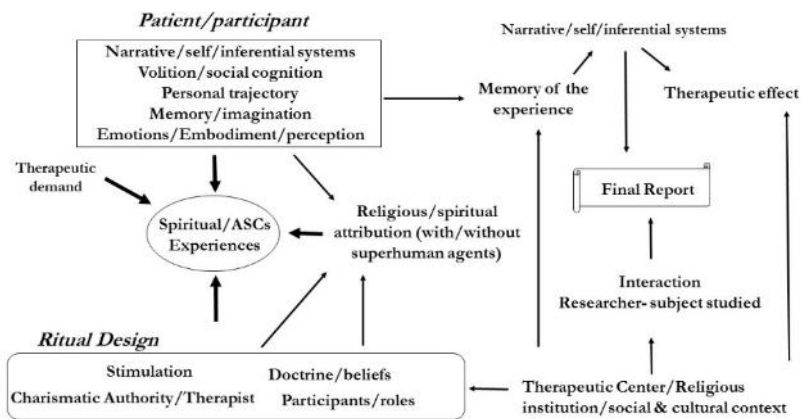 Patient/participant
Narrative/self/inferential systems
Volition/social cognition
Personal trajectory
Memory/imagination
Emotions/Embodiment/perception
Narrative/self/inferential systems
Memory of the
experience
Therapeutic effect
Therapeutic
demand
Spiritual/ASCs
Experiences
Religious/spiritual
attribution (with/without
superhuman agents)
Final Report
Interaction
Researcher- subject studied
Ritual Design
Stimulation
Doctrine/beliefs
Charismatic Authority/Therapist
Participants/roles
Therapeutic Center/Religious
institution/social & cultural context